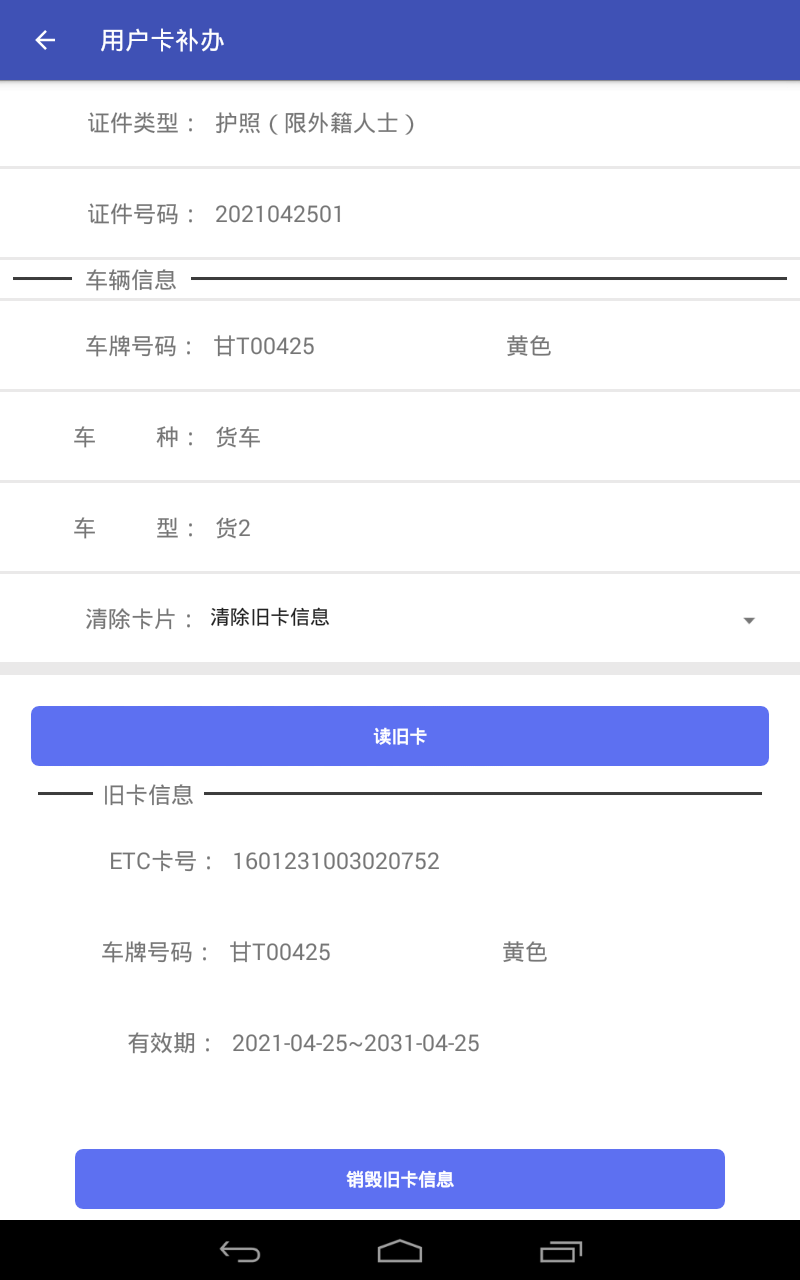 用户卡补办
证件类型： 护照（限外籍人士）
证件号码： 2021042501
车辆信息
车牌号码： 甘T00425 黄色
车 种： 货车
车 型： 货2
清除卡片： 清除旧卡信息
读旧卡
旧卡信息
ETC卡号： 1601231003020752
车牌号码： 甘T00425 黄色
有效期： 2021-04-25~2031-04-25
销毁旧卡信息